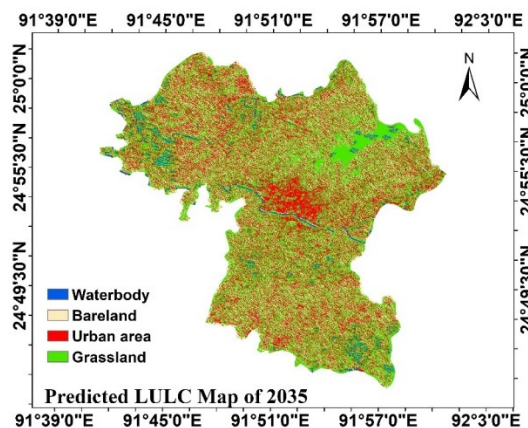 91°39'0"E 91°45'0"E 91°51'0"E 91°57'0"E 92°3'0"E
N
25°0'0"N 25°0'0"N
24°55'30"N 24°55'30"N
24°49'30"N 24°49'30"N
Waterbody
Bareland
Urban area
Grassland
Predicted LULC Map of 2035
91°39'0"E 91°45'0"E 91°51'0"E 91°57'0"E 92°3'0"E